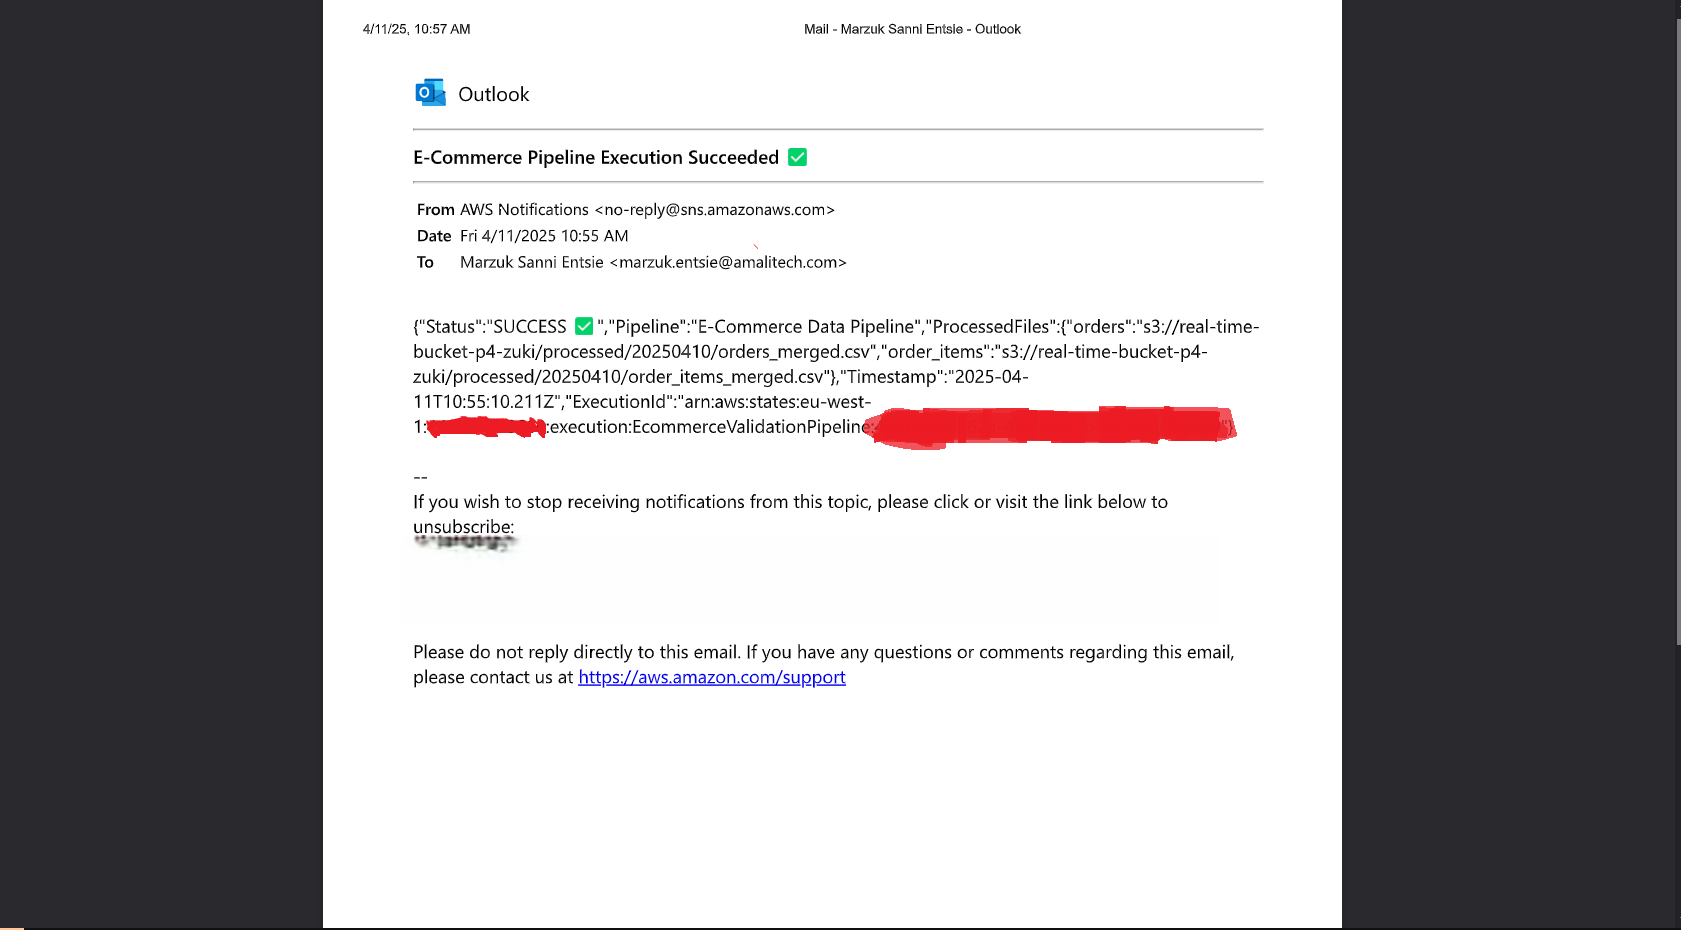 4/11/25, 10:57 AM Mail - Marzuk Sanni Entsie - Outlook
Outlook
E-Commerce Pipeline Execution Succeeded ✅
From AWS Notifications <no-reply@sns.amazonaws.com>
Date Fri 4/11/2025 10:55 AM
To Marzuk Sanni Entsie <marzuk.entsie@amalitech.com>
{"Status":"SUCCESS ✅ ","Pipeline":"E-Commerce Data Pipeline","ProcessedFiles":{"orders":"s3://real-time-
bucket-p4-zuki/processed/20250410/orders_merged.csv","order_items":"s3://real-time-bucket-p4-
zuki/processed/20250410/order_items_merged.csv"},"Timestamp":"2025-04-
11T10:55:10.211Z","ExecutionId":"arn:aws:states:eu-west-
1: :execution:EcommerceValidationPipeline: "}
--
If you wish to stop receiving notifications from this topic, please click or visit the link below to
unsubscribe:
Please do not reply directly to this email. If you have any questions or comments regarding this email,
please contact us at https://aws.amazon.com/support